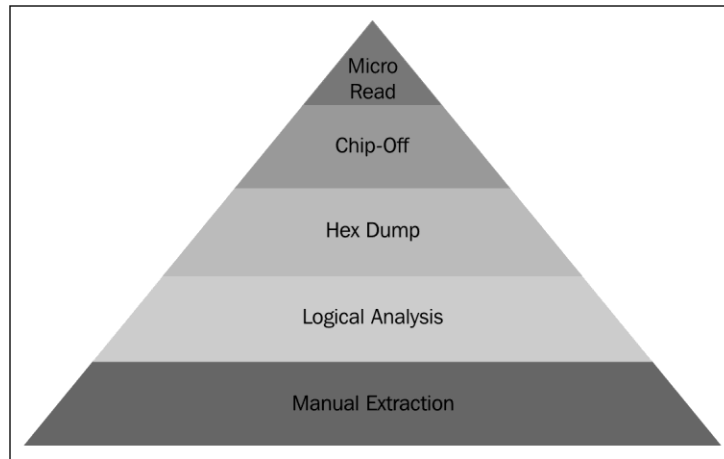 Micro
Read
Chip-Off
Hex Dump
Logical Analysis
Manual Extraction